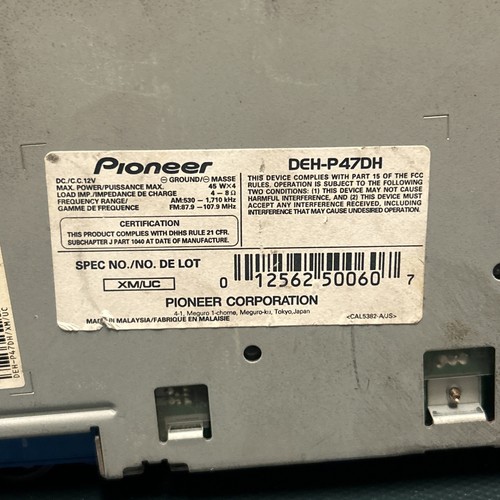 Pioneer
DEH-P47DH
DC./C.C.12V ⊖ GROUND/⊖ MASSE
MAX. POWER/PUISSANCE MAX. 45 W×4
LOAD IMP./IMPEDANCE DE CHARGE 4 – 8 Ω
FREQUENCY RANGE/ AM:530 – 1,710 kHz
GAMME DE FREQUENCE FM:87.9 – 107.9 MHz
THIS DEVICE COMPLIES WITH PART 15 OF THE FCC
RULES. OPERATION IS SUBJECT TO THE FOLLOWING
TWO CONDITIONS: (1) THIS DEVICE MAY NOT CAUSE
HARMFUL INTERFERENCE, AND (2) THIS DEVICE MUST
ACCEPT ANY INTERFERENCE RECEIVED, INCLUDING
INTERFERENCE THAT MAY CAUSE UNDESIRED OPERATION.
CERTIFICATION
THIS PRODUCT COMPLIES WITH DHHS RULE 21 CFR.
SUBCHAPTER J PART 1040 AT DATE OF MANUFACTURE.
SPEC NO./NO. DE LOT
XM/UC
0 12562 50060 7
PIONEER CORPORATION
4-1, Meguro 1-chome, Meguro-ku, Tokyo,Japan
MADE IN MALAYSIA/FABRIQUE EN MALAISIE
<CAL5382-A/JS>
DEH-P47DH/XM/UC